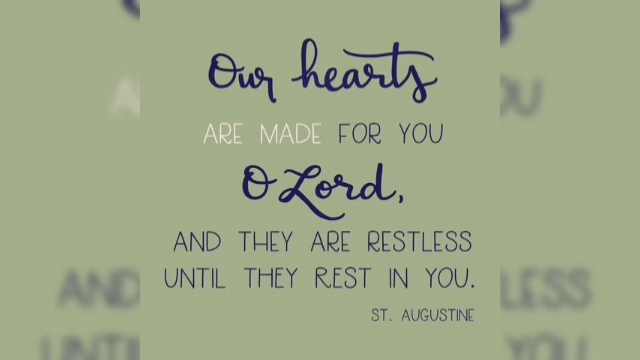 Our hearts
ARE MADE FOR YOU
O Lord,
AND THEY ARE RESTLESS
UNTIL THEY REST IN YOU.
ST. AUGUSTINE